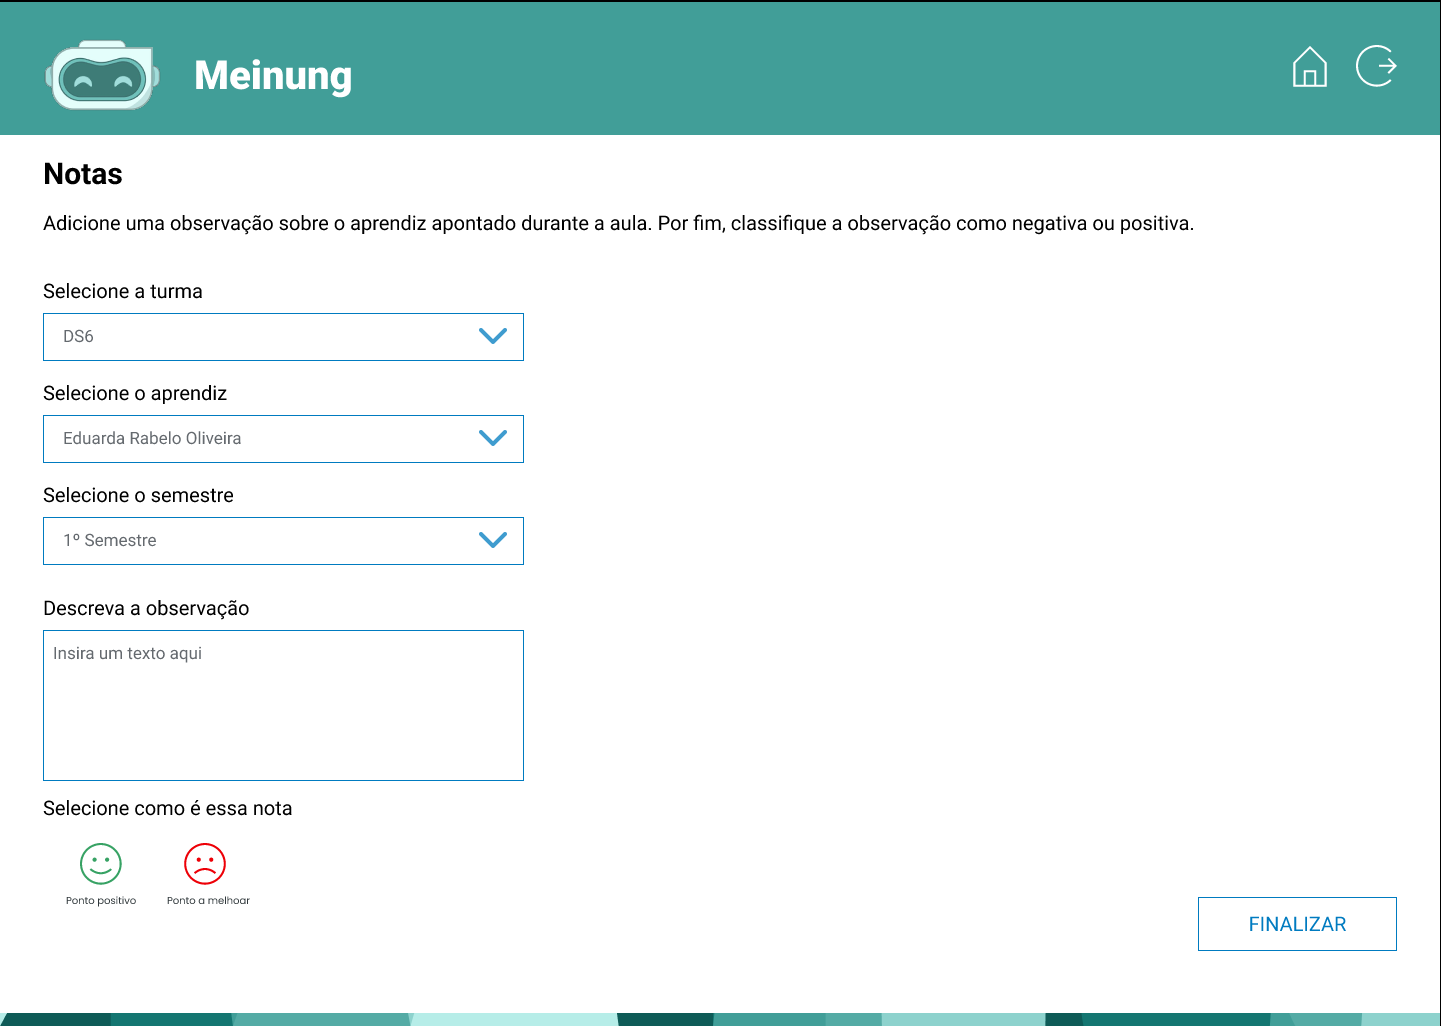 Meinung
Notas
Adicione uma observação sobre o aprendiz apontado durante a aula. Por fim, classifique a observação como negativa ou positiva.
Selecione a turma
DS6
Selecione o aprendiz
Eduarda Rabelo Oliveira
Selecione o semestre
1º Semestre
Descreva a observação
Insira um texto aqui
Selecione como é essa nota
Ponto positivo
Ponto a melhoar
FINALIZAR